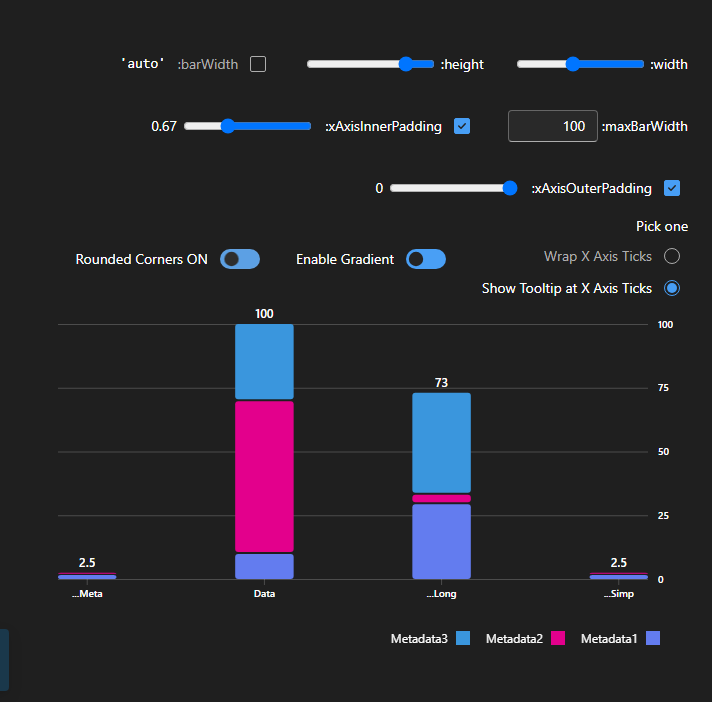 width:
height:
barWidth: 'auto'
maxBarWidth:
100
xAxisInnerPadding:
0.67
xAxisOuterPadding:
0
Pick one
Wrap X Axis Ticks
Enable Gradient
Rounded Corners ON
Show Tooltip at X Axis Ticks
100
75
50
25
0
2.5
100
73
2.5
...Meta
Data
...Long
...Simp
Metadata3
Metadata2
Metadata1